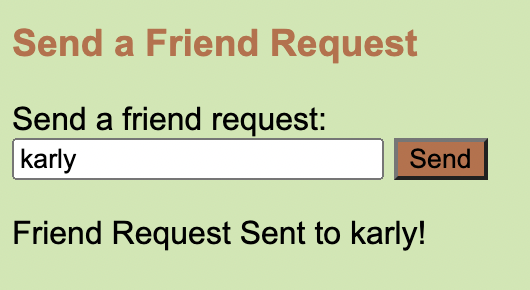 Send a Friend Request
Send a friend request:
karly Send
Friend Request Sent to karly!